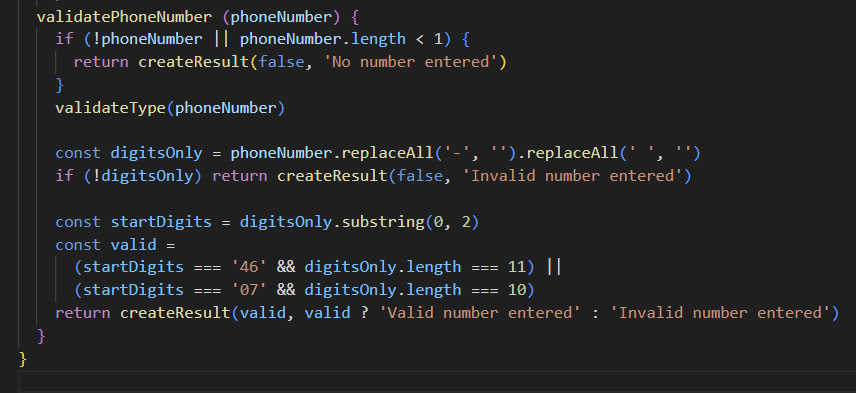 validatePhoneNumber (phoneNumber) {
if (!phoneNumber || phoneNumber.length < 1) {
return createResult(false, 'No number entered')
}
validateType(phoneNumber)
const digitsOnly = phoneNumber.replaceAll('-', '').replaceAll(' ', '')
if (!digitsOnly) return createResult(false, 'Invalid number entered')
const startDigits = digitsOnly.substring(0, 2)
const valid =
(startDigits === '46' && digitsOnly.length === 11) ||
(startDigits === '07' && digitsOnly.length === 10)
return createResult(valid, valid ? 'Valid number entered' : 'Invalid number entered')
}
}